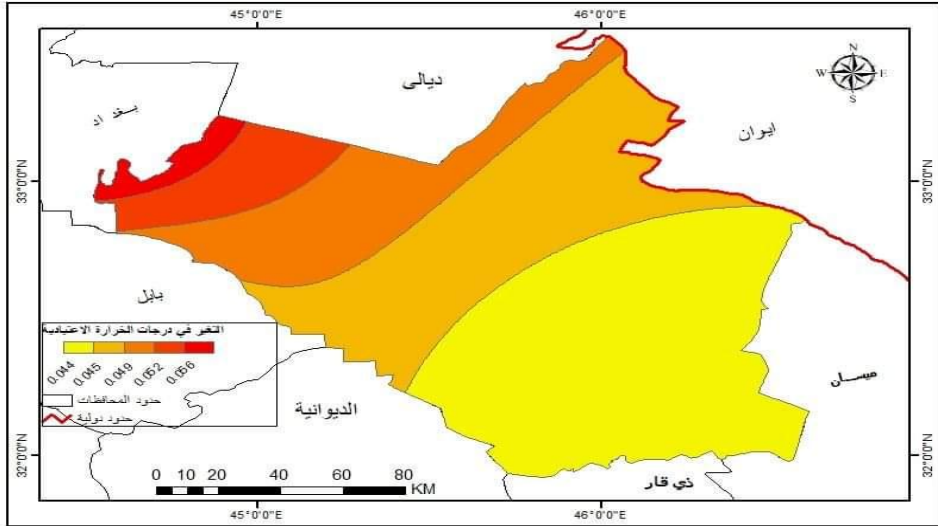 45°0'0"E 46°0'0"E
N
W E
S
ديالى
بغداد
ايران
33°0'0"N 33°0'0"N
بابل
التغير في درجات الحرارة الاعتيادية
0.044 0.045 0.049 0.052 0.056
حدود المحافظات
حدود دولية
الديوانية
ميسان
32°0'0"N 32°0'0"N
ذي قار
0 10 20 40 60 80
KM
45°0'0"E 46°0'0"E